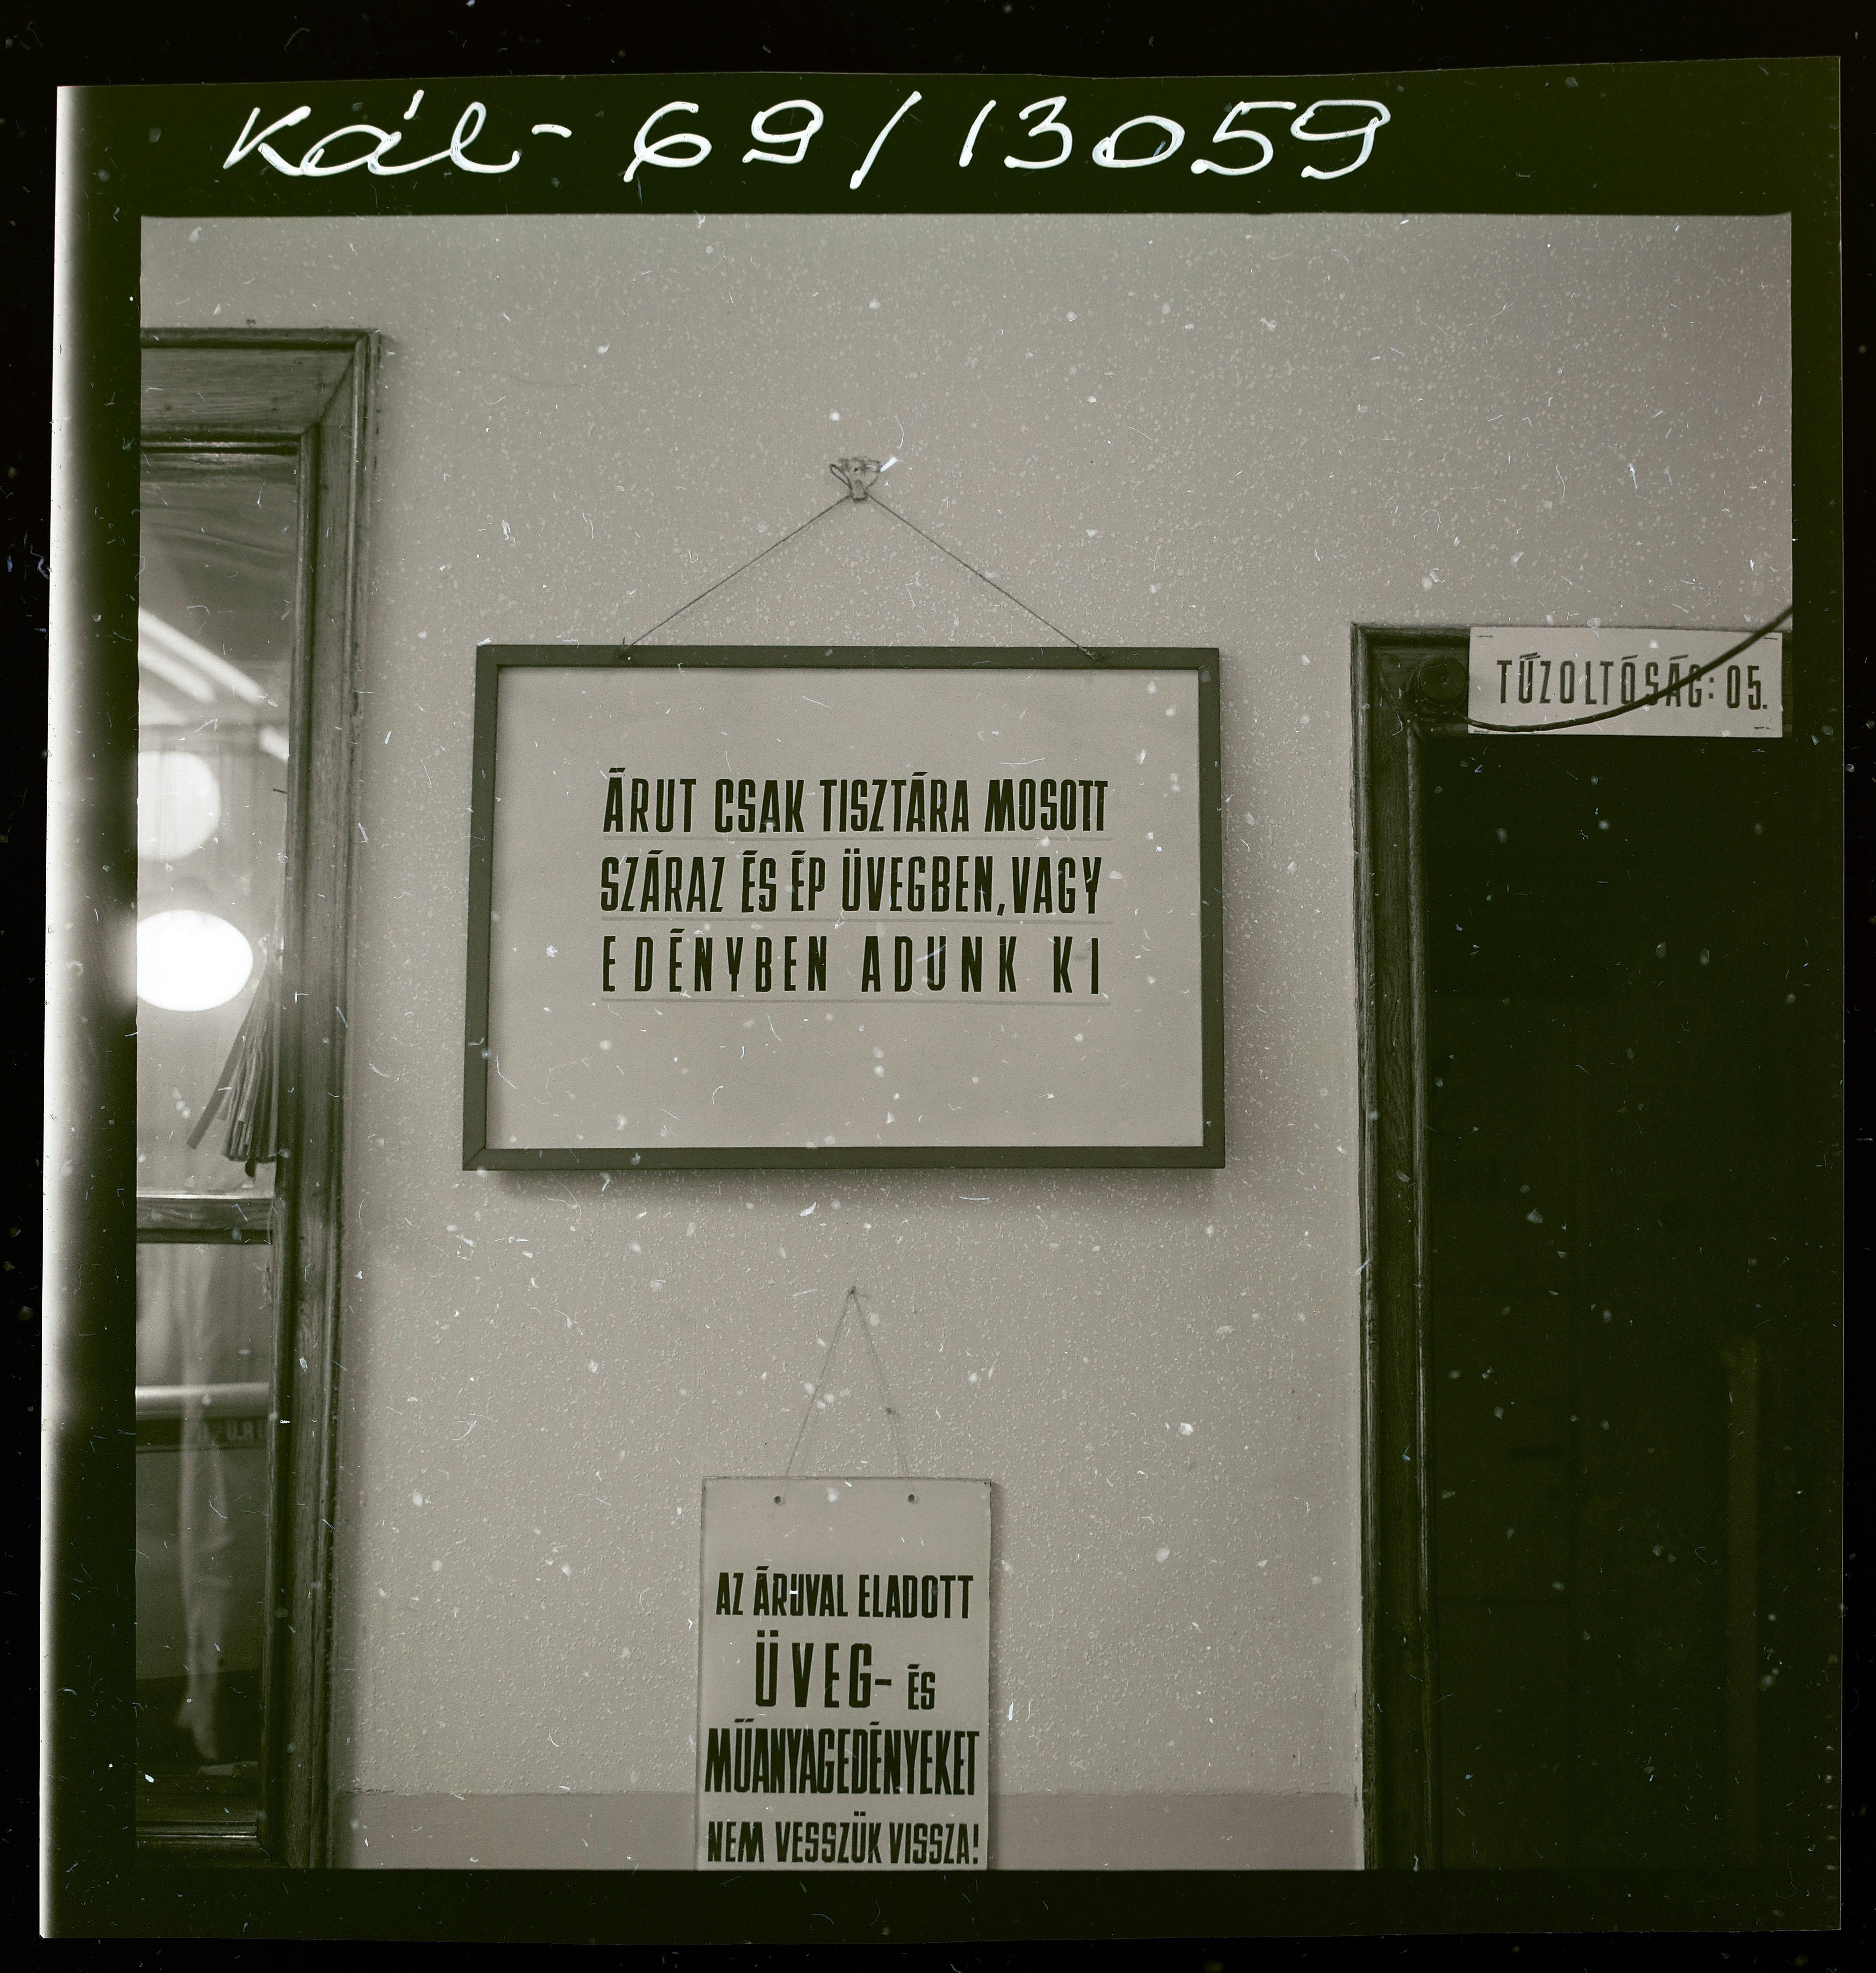 Kál- 69/13059
TŰZOLTÓSÁG: 05.
ÁRUT CSAK TISZTÁRA MOSOTT
SZÁRAZ ÉS ÉP ÜVEGBEN, VAGY
EDÉNYBEN ADUNK KI
AZ ÁRUVAL ELADOTT
ÜVEG- ÉS
MŰANYAGEDÉNYEKET
NEM VESSZÜK VISSZA!